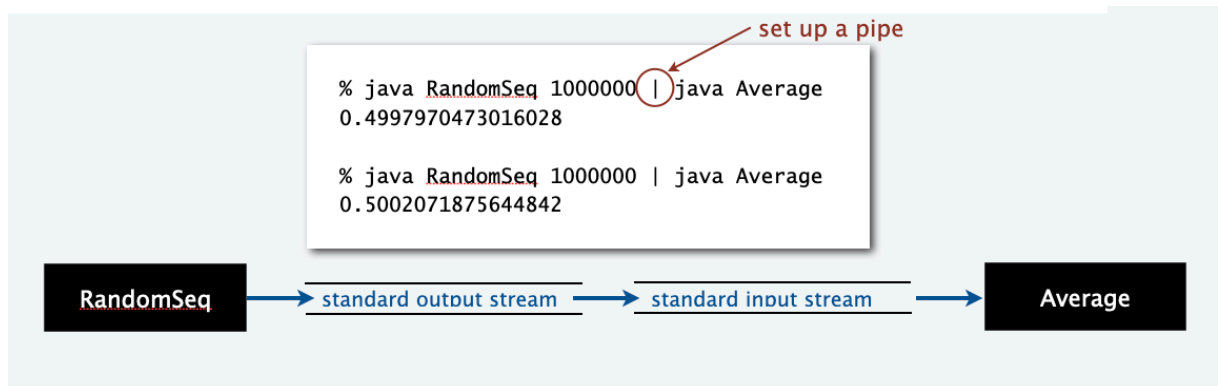 set up a pipe
% java RandomSeq 1000000 | java Average
0.4997970473016028
% java RandomSeq 1000000 | java Average
0.5002071875644842
RandomSeq
standard output stream
standard input stream
Average